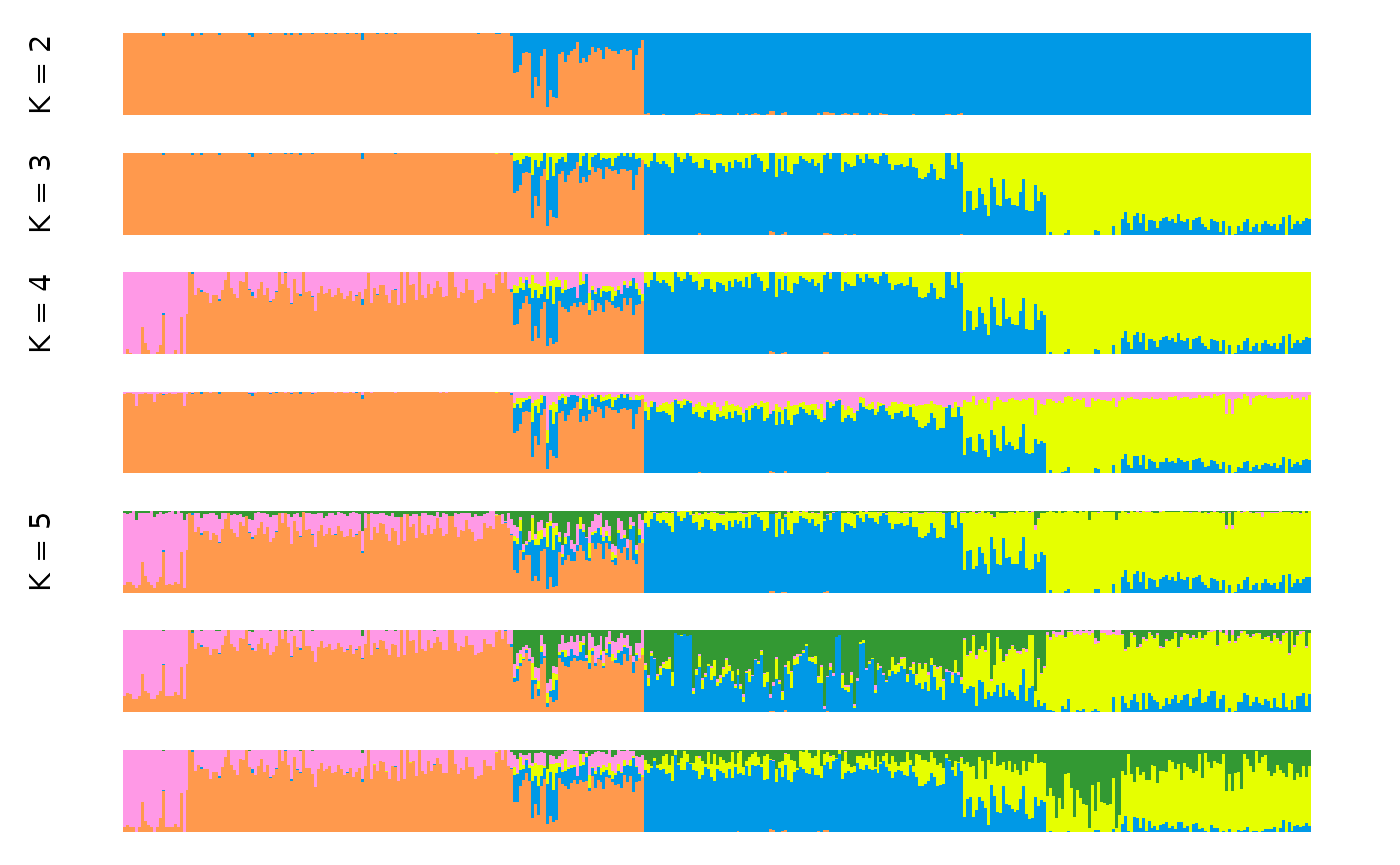 K = 2
K = 3
K = 4
K = 5